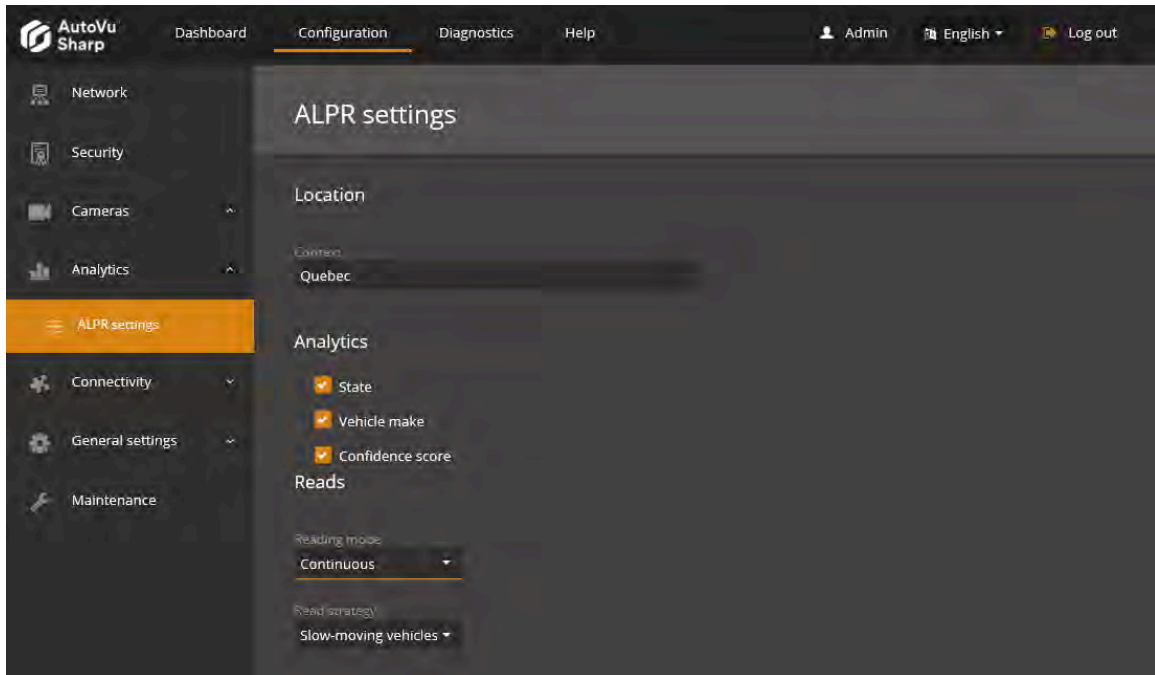 AutoVu
Sharp
Dashboard
Configuration
Diagnostics
Help
Admin
English
Log out
Network
Security
Cameras
Analytics
ALPR settings
Connectivity
General settings
Maintenance
ALPR settings
Location
Context
Quebec
Analytics
State
Vehicle make
Confidence score
Reads
Reading mode
Continuous
Read strategy
Slow-moving vehicles